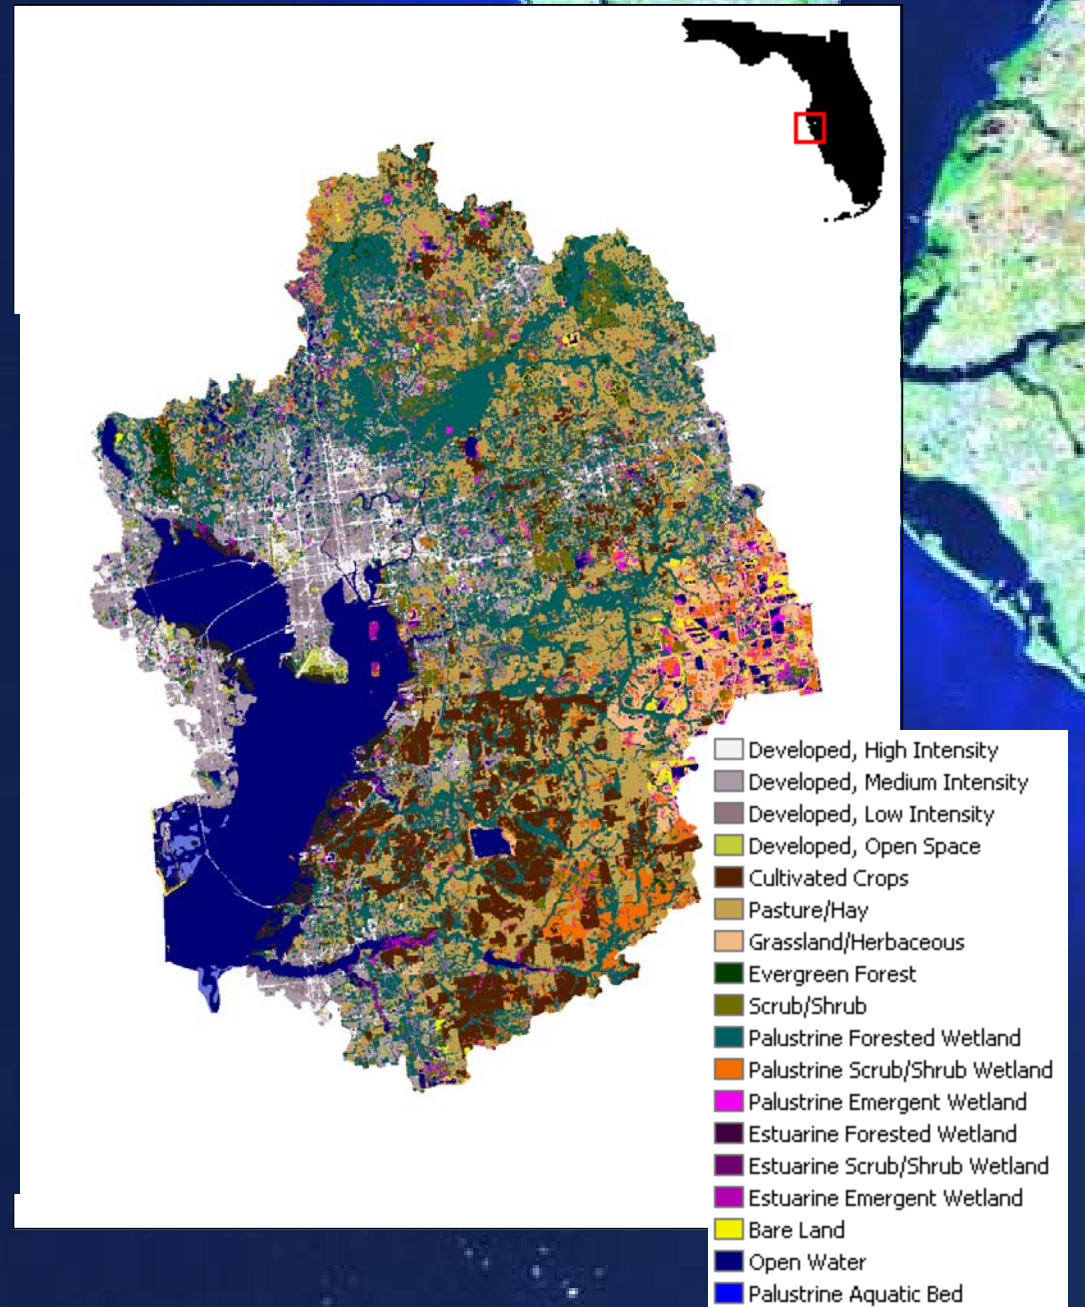 Developed, High Intensity
Developed, Medium Intensity
Developed, Low Intensity
Developed, Open Space
Cultivated Crops
Pasture/Hay
Grassland/Herbaceous
Evergreen Forest
Scrub/Shrub
Palustrine Forested Wetland
Palustrine Scrub/Shrub Wetland
Palustrine Emergent Wetland
Estuarine Forested Wetland
Estuarine Scrub/Shrub Wetland
Estuarine Emergent Wetland
Bare Land
Open Water
Palustrine Aquatic Bed